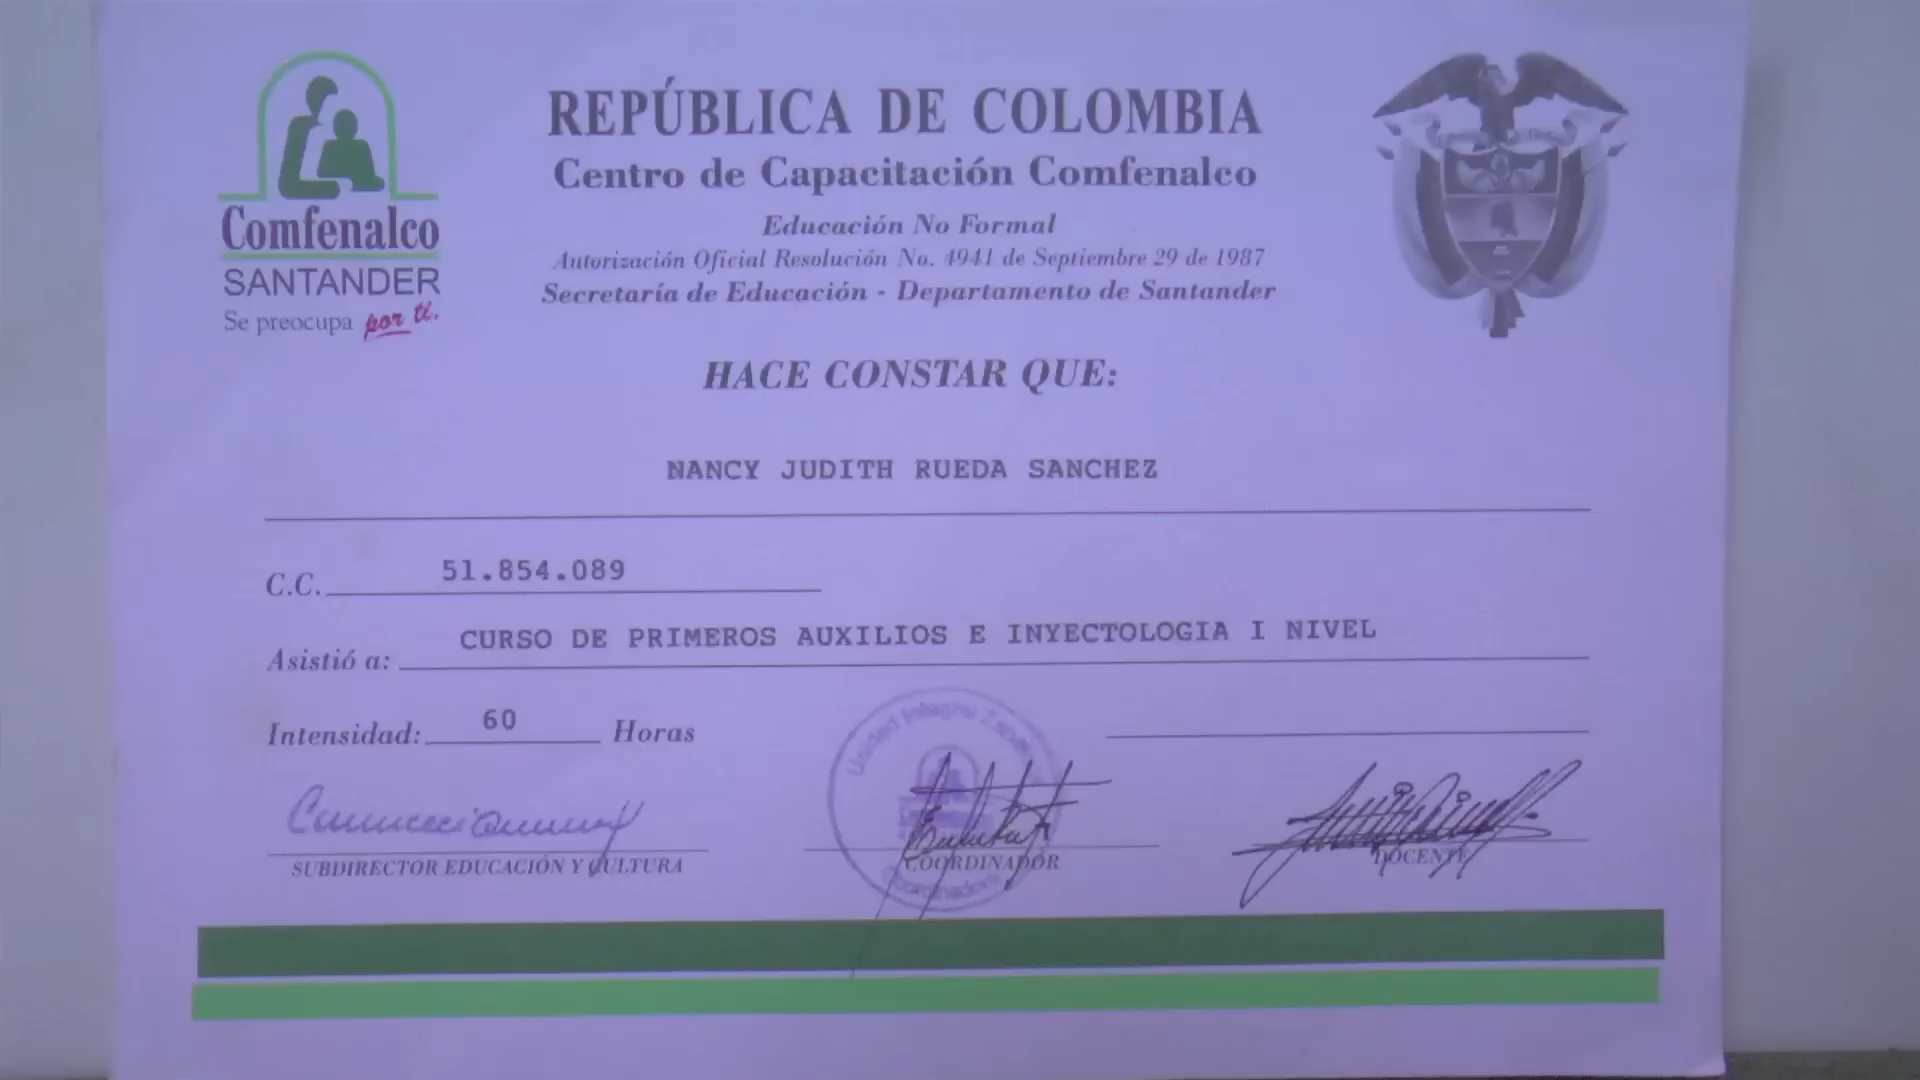 Comfenalco
SANTANDER
Se preocupa por ti.
REPÚBLICA DE COLOMBIA
Centro de Capacitación Comfenalco
Educación No Formal
Autorización Oficial Resolución No. 4941 de Septiembre 29 de 1987
Secretaría de Educación - Departamento de Santander
HACE CONSTAR QUE:
NANCY JUDITH RUEDA SANCHEZ
C.C. 51.854.089
Asistió a: CURSO DE PRIMEROS AUXILIOS E INYECTOLOGIA I NIVEL
Intensidad: 60 Horas
Unidad Integral
Coordinadora
SUBDIRECTOR EDUCACIÓN Y CULTURA
COORDINADOR
DOCENTE